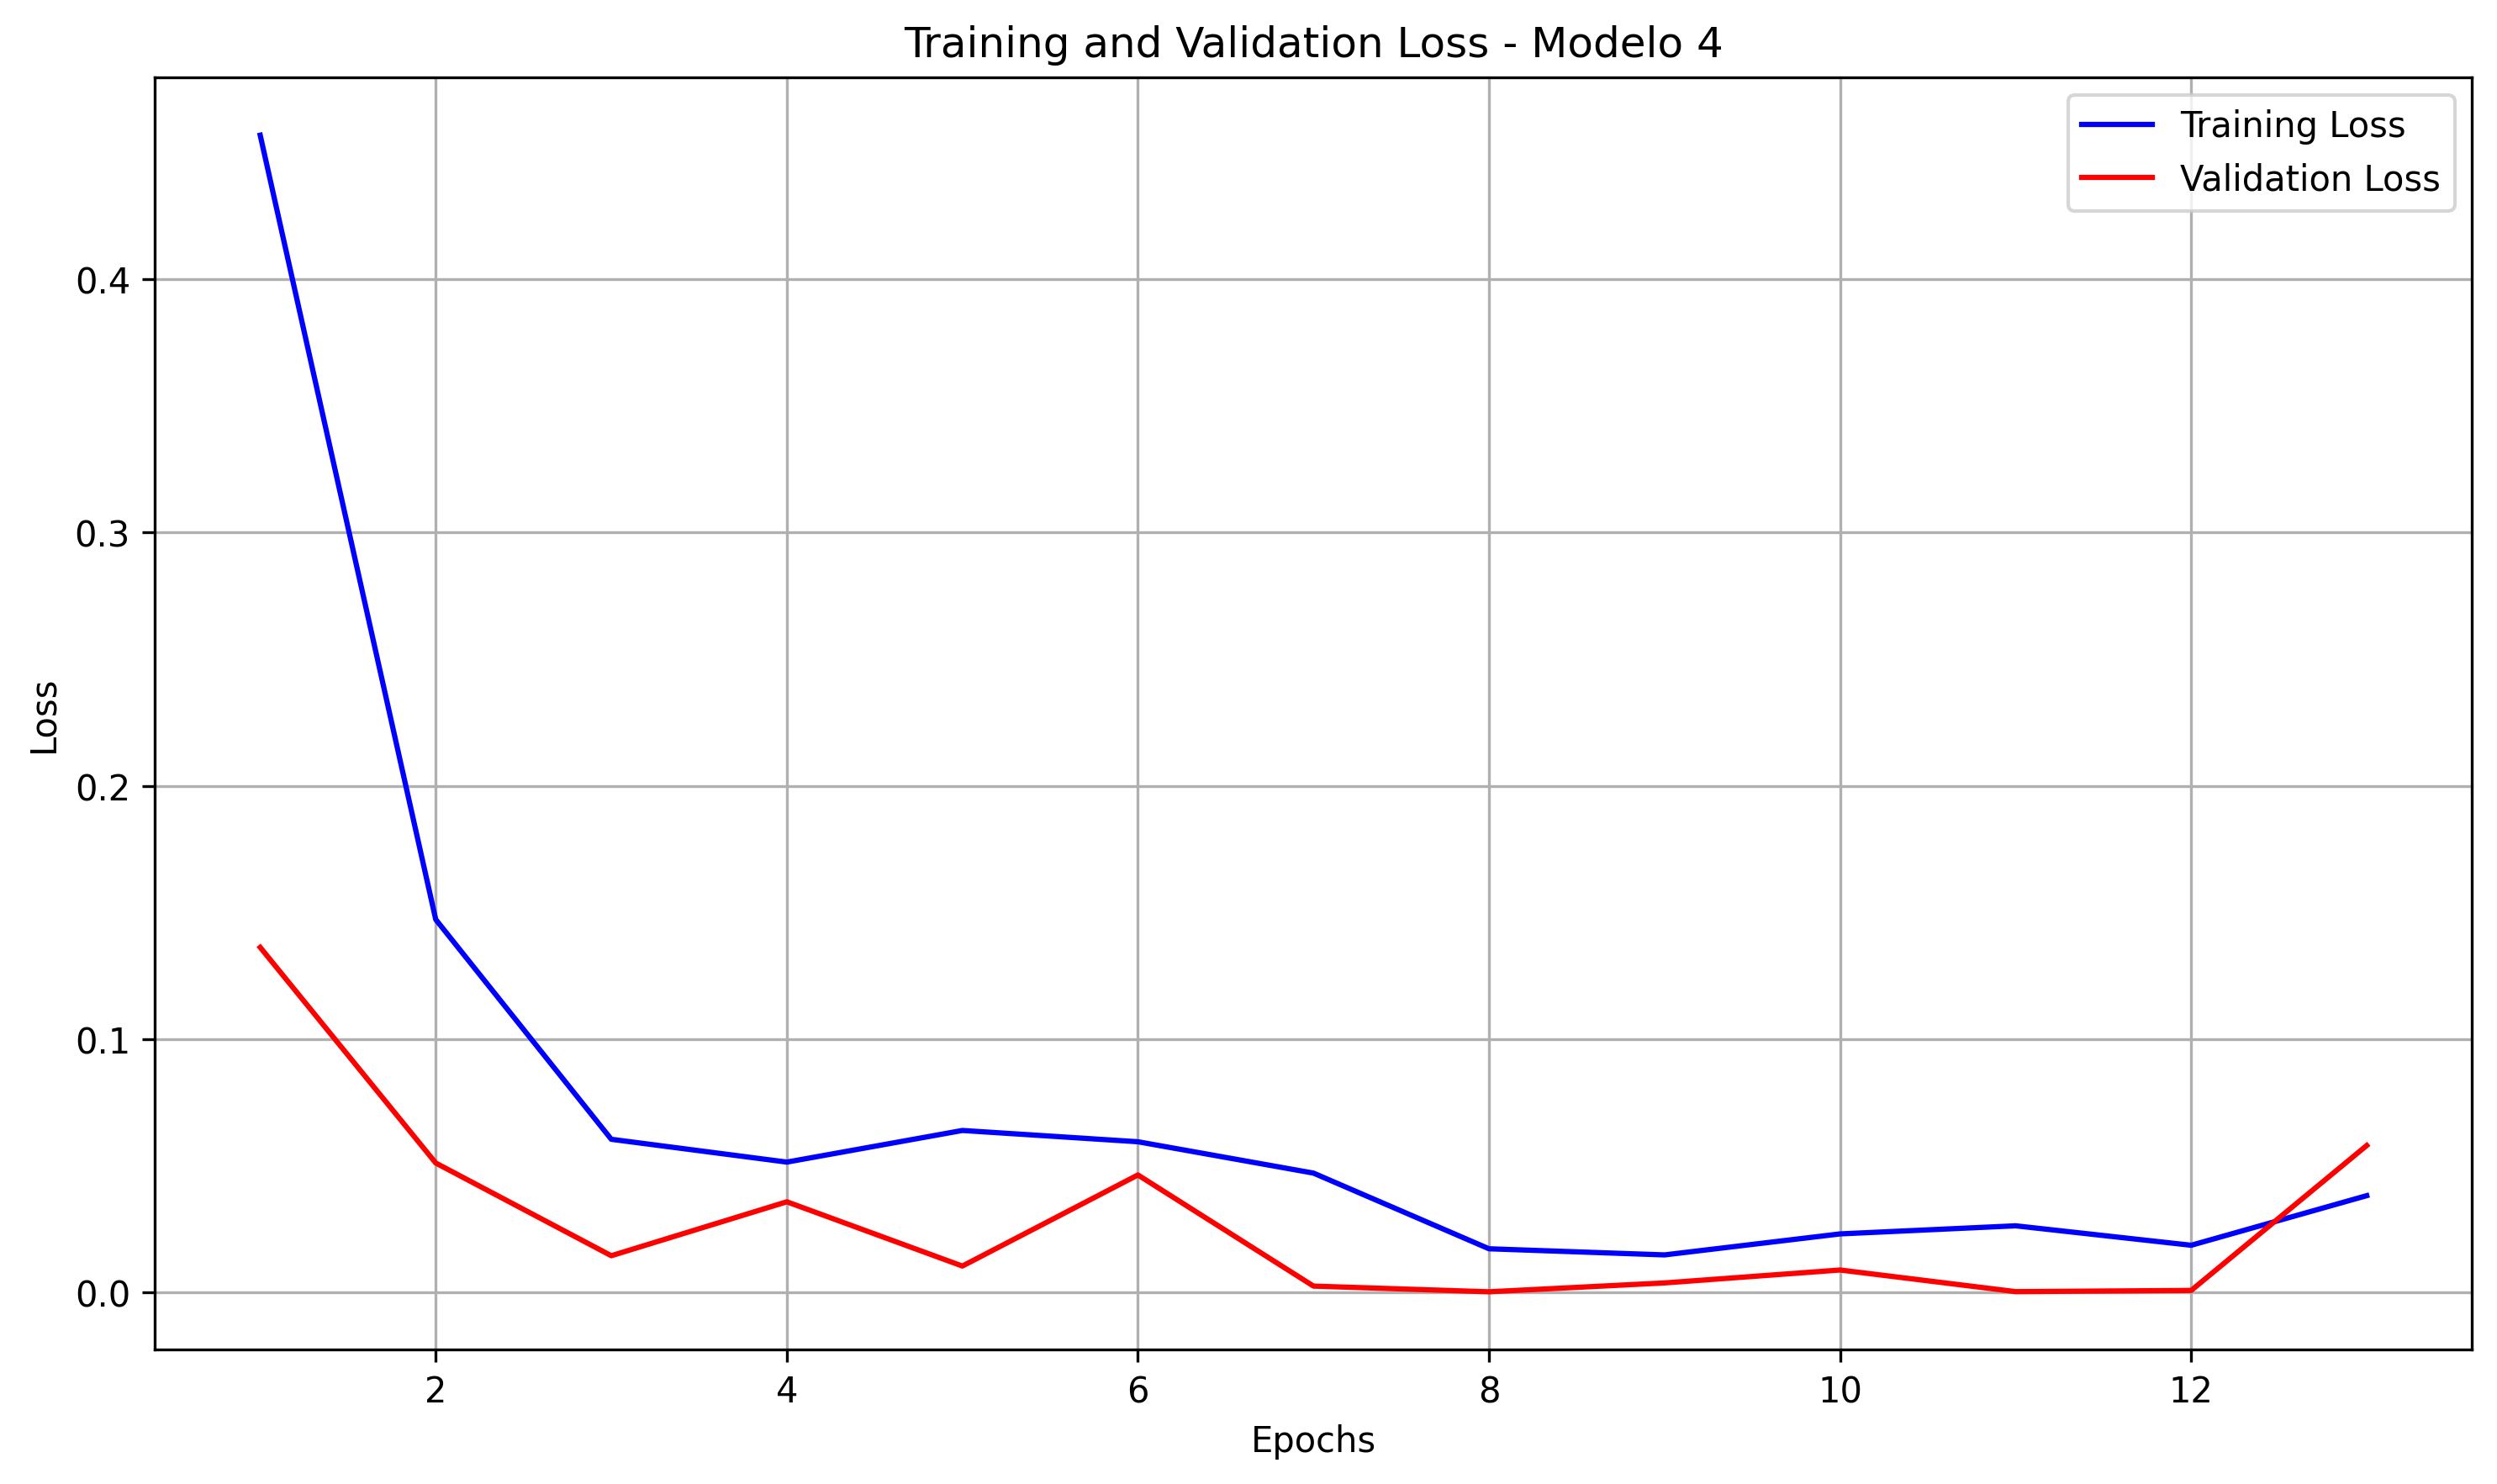 Training and Validation Loss - Modelo 4
Training Loss
Validation Loss
Loss
0.4
0.3
0.2
0.1
0.0
2 4 6 8 10 12
Epochs